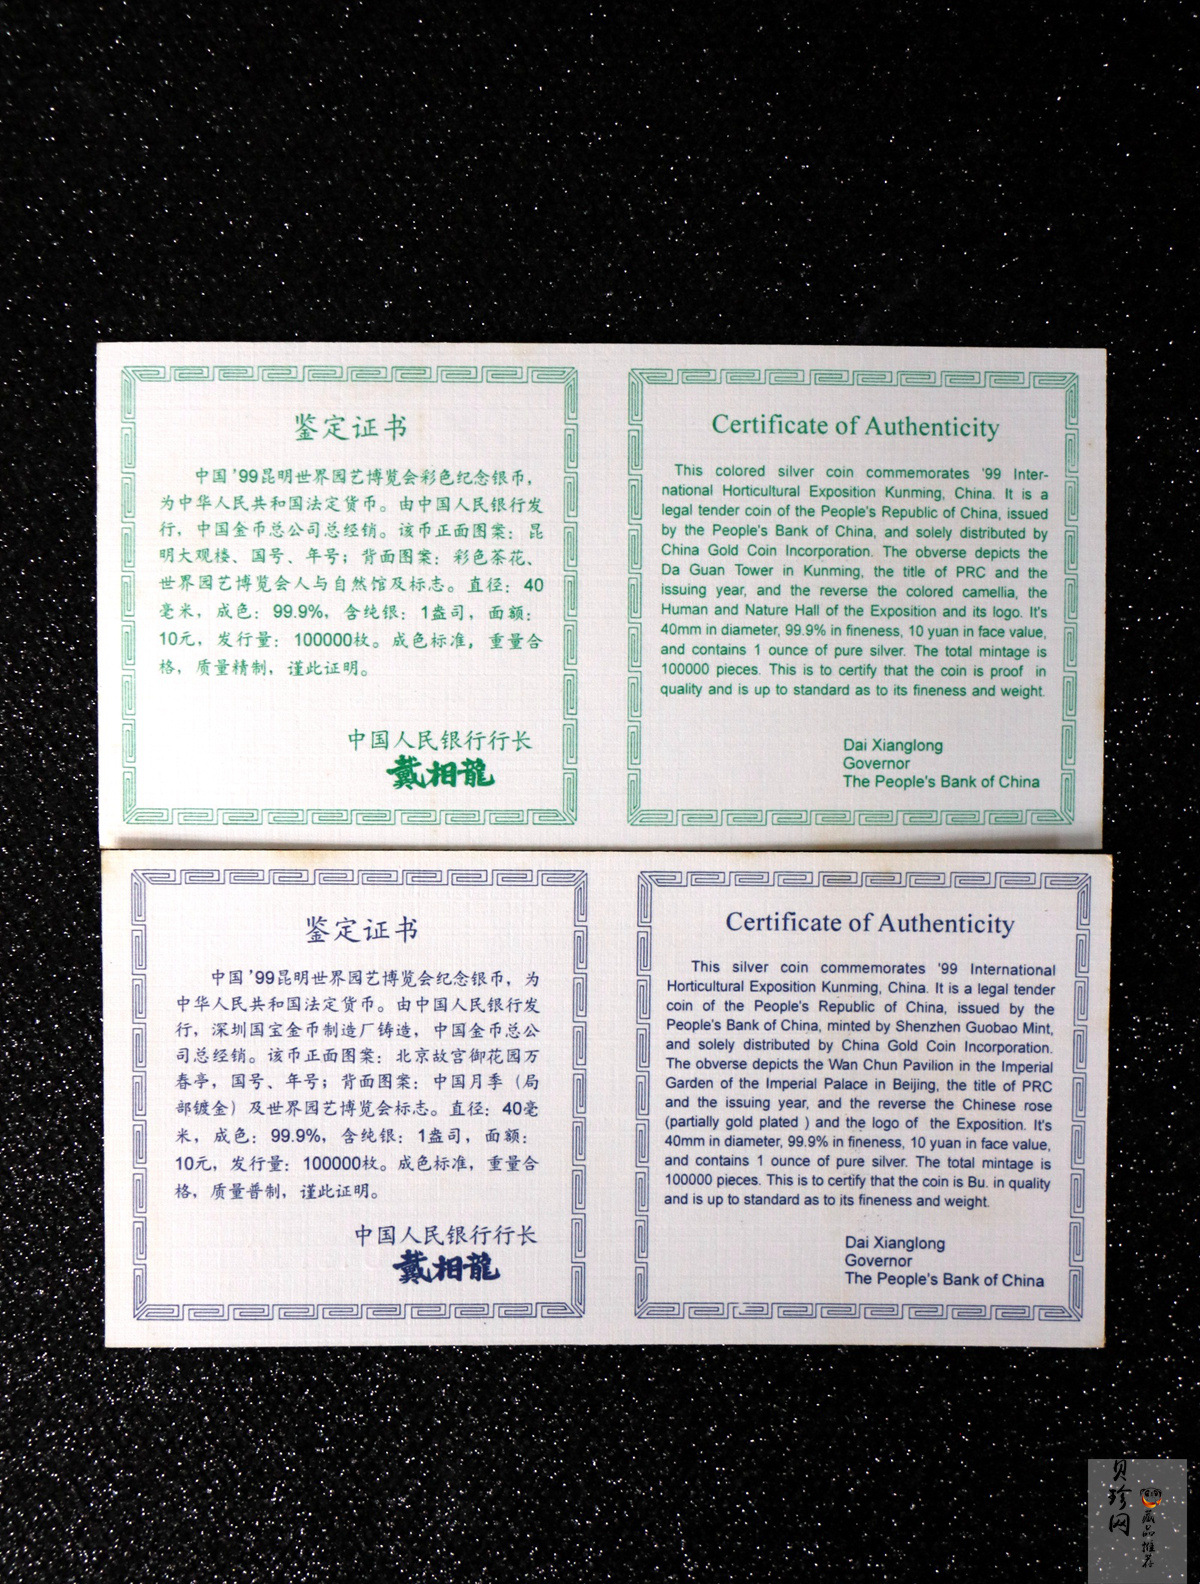 鉴定证书
中国'99昆明世界园艺博览会彩色纪念银币，
为中华人民共和国法定货币。由中国人民银行发
行，中国金币总公司总经销。该币正面图案：昆
明大观楼、国号、年号；背面图案：彩色茶花、
世界园艺博览会人与自然馆及标志。直径：40
毫米，成色：99.9%，含纯银：1盎司，面额：
10元，发行量：100000枚。成色标准，重量合
格，质量精制，谨此证明。
中国人民银行行长
戴相龍
Certificate of Authenticity
This colored silver coin commemorates '99 Inter-
national Horticultural Exposition Kunming, China. It is a
legal tender coin of the People's Republic of China, issued
by the People's Bank of China, and solely distributed by
China Gold Coin Incorporation. The obverse depicts the
Da Guan Tower in Kunming, the title of PRC and the
issuing year, and the reverse the colored camellia, the
Human and Nature Hall of the Exposition and its logo. It's
40mm in diameter, 99.9% in fineness, 10 yuan in face value,
and contains 1 ounce of pure silver. The total mintage is
100000 pieces. This is to certify that the coin is proof in
quality and is up to standard as to its fineness and weight.
Dai Xianglong
Governor
The People's Bank of China
鉴定证书
中国'99昆明世界园艺博览会纪念银币，为
中华人民共和国法定货币。由中国人民银行发
行，深圳国宝金币制造厂铸造，中国金币总公
司总经销。该币正面图案：北京故宫御花园万
春亭，国号、年号；背面图案：中国月季（局
部镀金）及世界园艺博览会标志。直径：40毫
米，成色：99.9%，含纯银：1盎司，面额：
10元，发行量：100000枚。成色标准，重量合
格，质量普制，谨此证明。
中国人民银行行长
戴相龍
Certificate of Authenticity
This silver coin commemorates '99 International
Horticultural Exposition Kunming, China. It is a legal tender
coin of the People's Republic of China, issued by the
People's Bank of China, minted by Shenzhen Guobao Mint,
and solely distributed by China Gold Coin Incorporation.
The obverse depicts the Wan Chun Pavilion in the Imperial
Garden of the Imperial Palace in Beijing, the title of PRC
and the issuing year, and the reverse the Chinese rose
(partially gold plated ) and the logo of the Exposition. It's
40mm in diameter, 99.9% in fineness, 10 yuan in face value,
and contains 1 ounce of pure silver. The total mintage is
100000 pieces. This is to certify that the coin is Bu. in quality
and is up to standard as to its fineness and weight.
Dai Xianglong
Governor
The People's Bank of China
贝珍网
藏品推荐